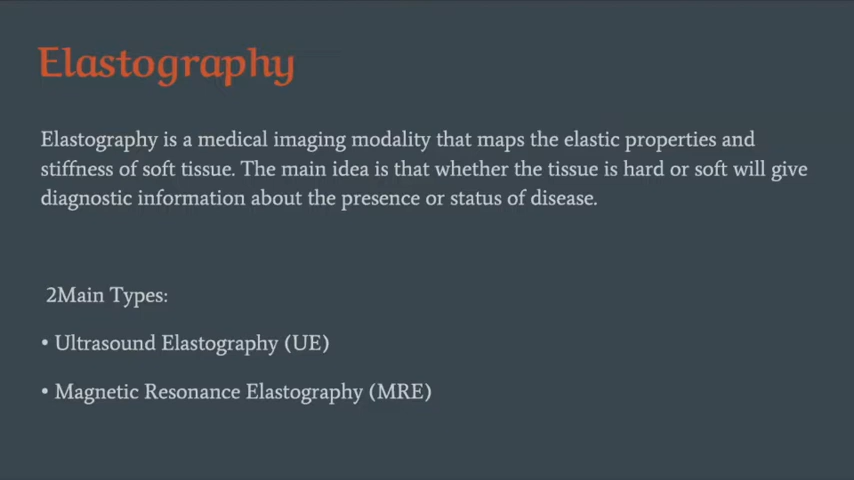 Elastography
Elastography is a medical imaging modality that maps the elastic properties and
stiffness of soft tissue. The main idea is that whether the tissue is hard or soft will give
diagnostic information about the presence or status of disease.
2Main Types:
• Ultrasound Elastography (UE)
• Magnetic Resonance Elastography (MRE)